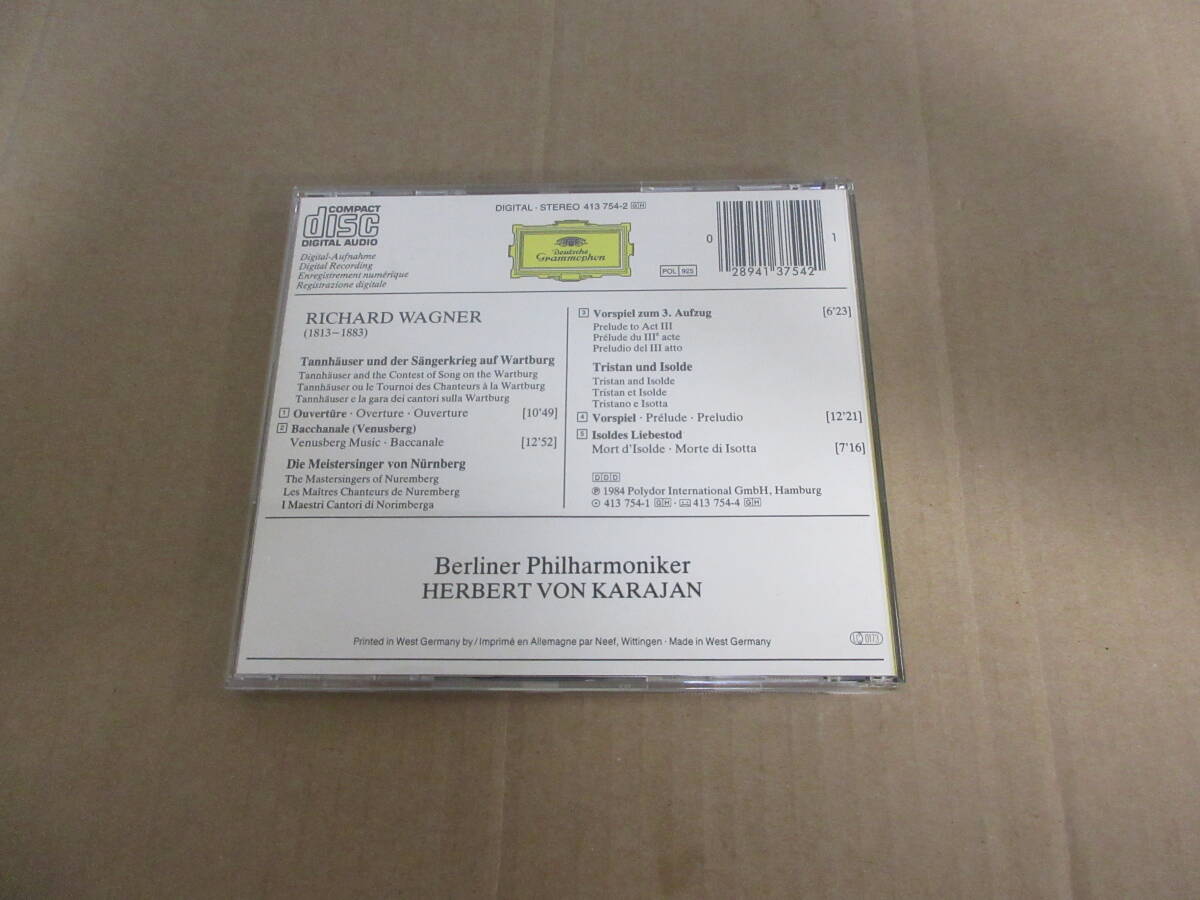 COMPACT
disc
DIGITAL AUDIO
Digital-Aufnahme
Digital Recording
Enregistrement numérique
Registrazione digitale
DIGITAL · STEREO 413 754-2 GH
Deutsche
Grammophon
POL 925
0
28941 37542
1
RICHARD WAGNER
(1813–1883)
Tannhäuser und der Sängerkrieg auf Wartburg
Tannhäuser and the Contest of Song on the Wartburg
Tannhäuser ou le Tournoi des Chanteurs à la Wartburg
Tannhäuser e la gara dei cantori sulla Wartburg
1 Ouvertüre · Overture · Ouverture [10'49]
2 Bacchanale (Venusberg)
Venusberg Music · Baccanale [12'52]
Die Meistersinger von Nürnberg
The Mastersingers of Nuremberg
Les Maîtres Chanteurs de Nuremberg
I Maestri Cantori di Norimberga
3 Vorspiel zum 3. Aufzug [6'23]
Prelude to Act III
Prélude du IIIe acte
Preludio del III atto
Tristan und Isolde
Tristan and Isolde
Tristan et Isolde
Tristano e Isotta
4 Vorspiel · Prélude · Preludio [12'21]
5 Isoldes Liebestod
Mort d'Isolde · Morte di Isotta [7'16]
DDD
℗ 1984 Polydor International GmbH, Hamburg
413 754-1 GH · 413 754-4 GH
Berliner Philharmoniker
HERBERT VON KARAJAN
Printed in West Germany by / Imprimé en Allemagne par Neef, Wittingen · Made in West Germany
LC 0173